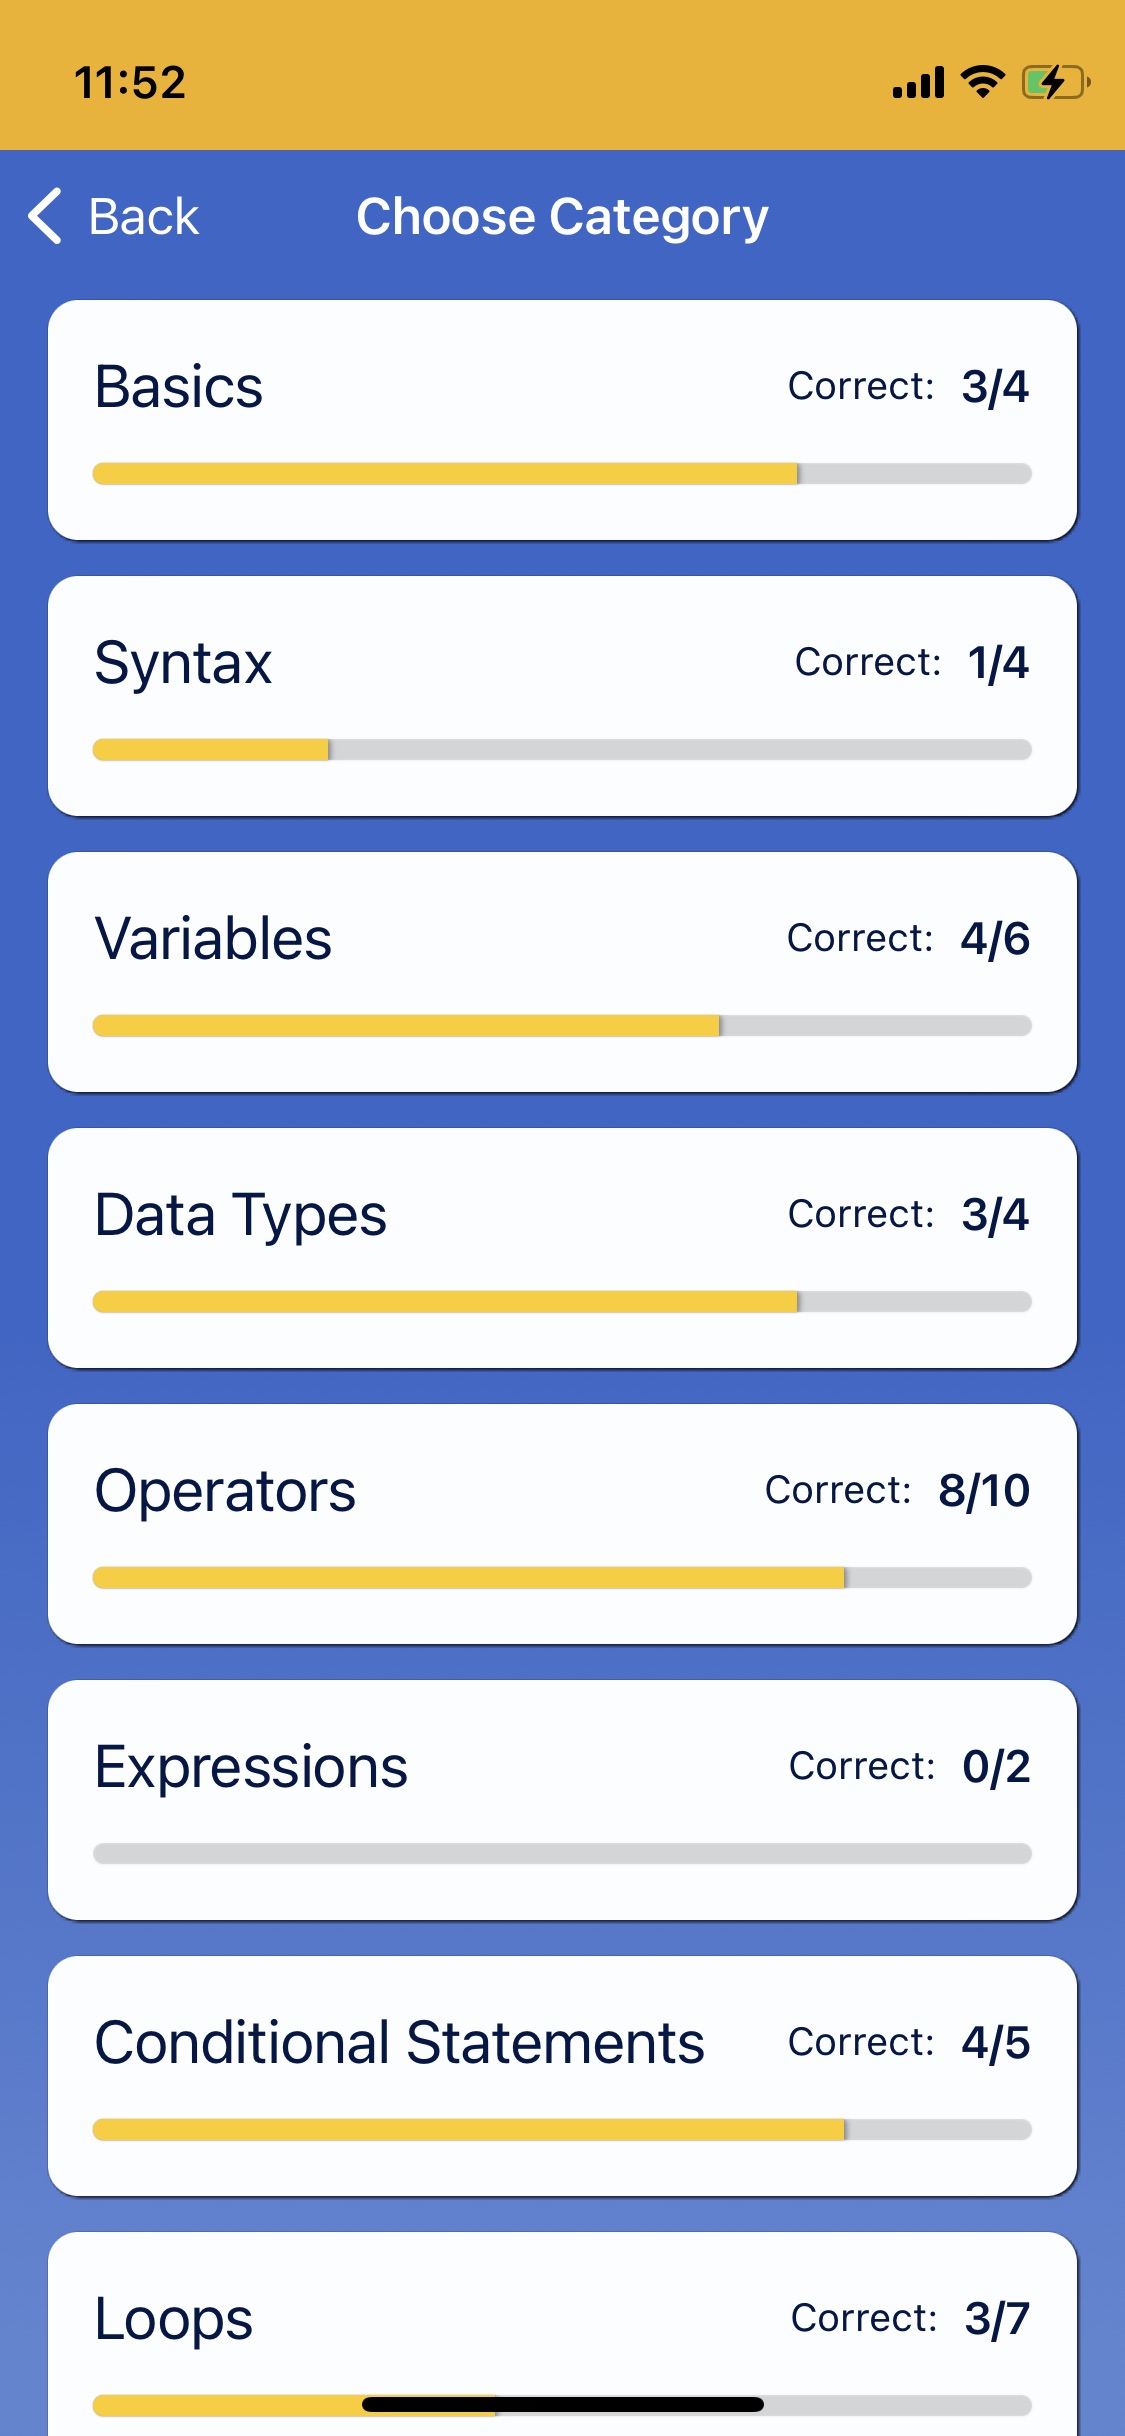 11:52
Back Choose Category
Basics Correct: 3/4
Syntax Correct: 1/4
Variables Correct: 4/6
Data Types Correct: 3/4
Operators Correct: 8/10
Expressions Correct: 0/2
Conditional Statements Correct: 4/5
Loops Correct: 3/7